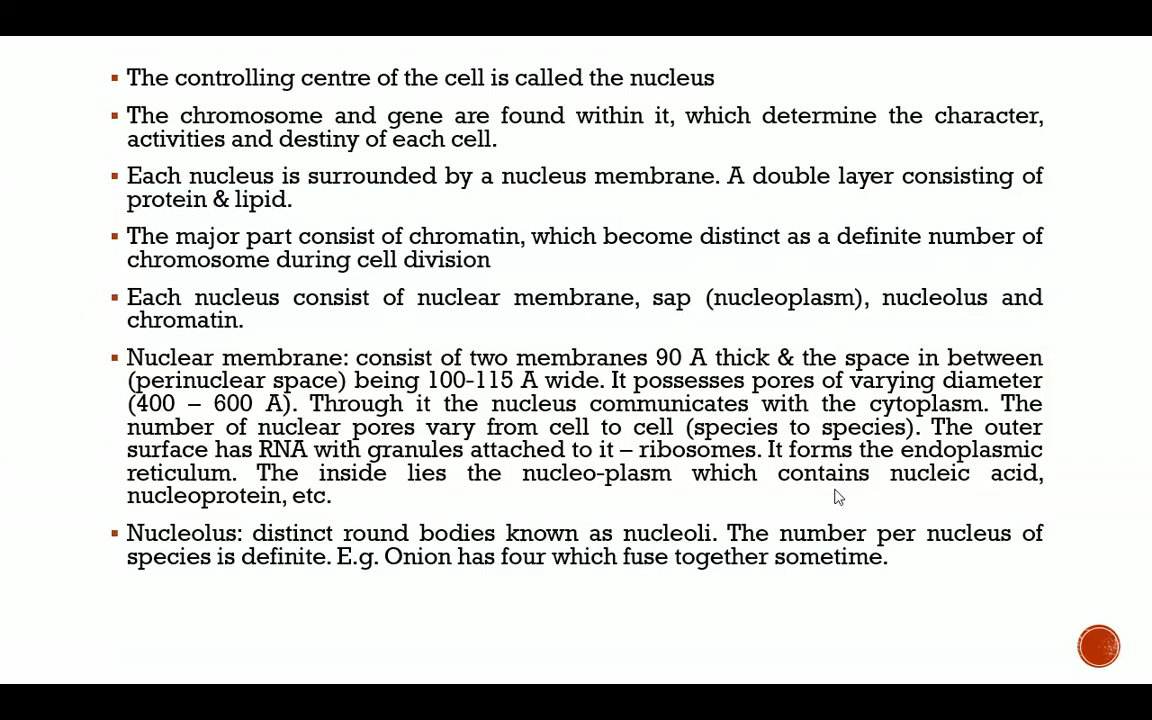 The controlling centre of the cell is called the nucleus
The chromosome and gene are found within it, which determine the character,
activities and destiny of each cell.
Each nucleus is surrounded by a nucleus membrane. A double layer consisting of
protein & lipid.
The major part consist of chromatin, which become distinct as a definite number of
chromosome during cell division
Each nucleus consist of nuclear membrane, sap (nucleoplasm), nucleolus and
chromatin.
Nuclear membrane: consist of two membranes 90 A thick & the space in between
(perinuclear space) being 100-115 A wide. It possesses pores of varying diameter
(400 – 600 A). Through it the nucleus communicates with the cytoplasm. The
number of nuclear pores vary from cell to cell (species to species). The outer
surface has RNA with granules attached to it – ribosomes. It forms the endoplasmic
reticulum. The inside lies the nucleo-plasm which contains nucleic acid,
nucleoprotein, etc.
Nucleolus: distinct round bodies known as nucleoli. The number per nucleus of
species is definite. E.g. Onion has four which fuse together sometime.